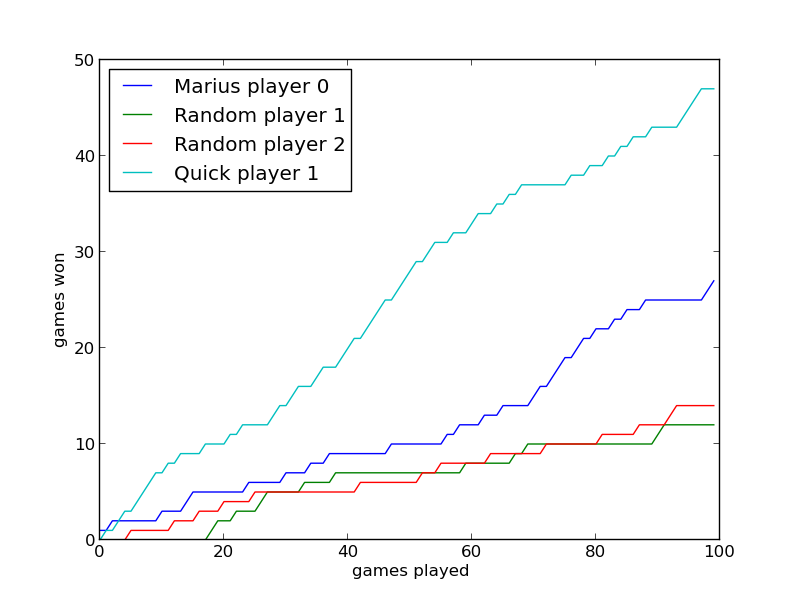 50
40
30
20
10
0
games won
Marius player 0
Random player 1
Random player 2
Quick player 1
0 20 40 60 80 100
games played